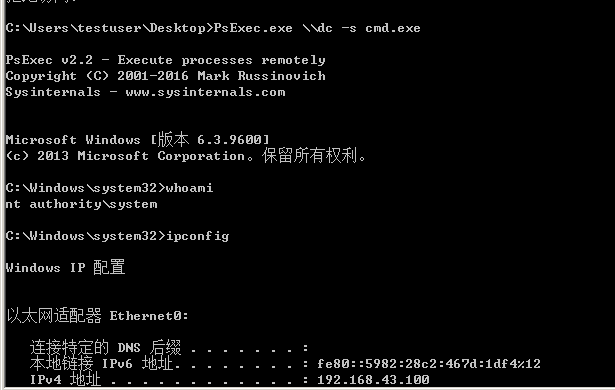 C:\Users\testuser\Desktop>PsExec.exe \\dc -s cmd.exe
PsExec v2.2 - Execute processes remotely
Copyright (C) 2001-2016 Mark Russinovich
Sysinternals - www.sysinternals.com
Microsoft Windows [版本 6.3.9600]
(c) 2013 Microsoft Corporation。保留所有权利。
C:\Windows\system32>whoami
nt authority\system
C:\Windows\system32>ipconfig
Windows IP 配置
以太网适配器 Ethernet0:
连接特定的 DNS 后缀 . . . . . . . :
本地链接 IPv6 地址. . . . . . . . : fe80::5982:28c2:467d:1df4%12
IPv4 地址 . . . . . . . . . . . . : 192.168.43.100